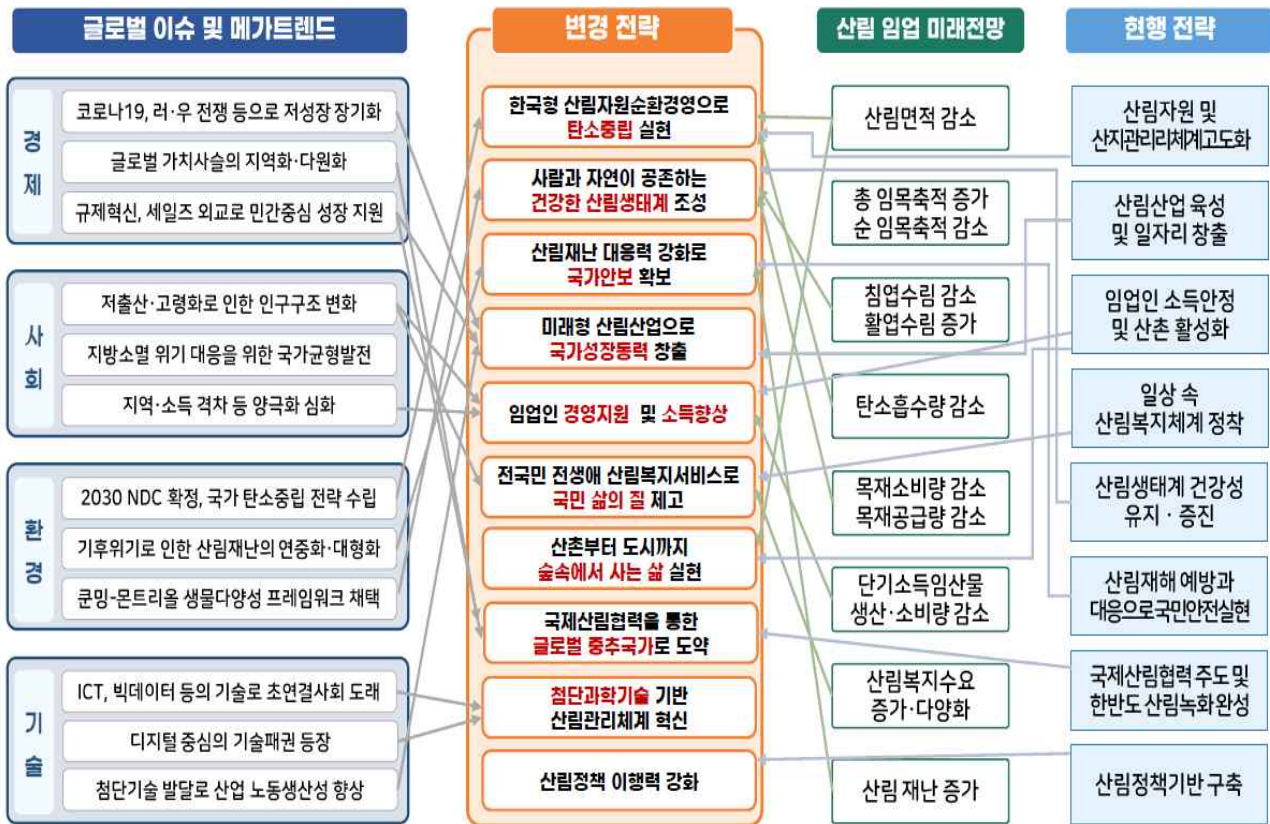 글로벌 이슈 및 메가트렌드
경
제
코로나19, 러·우 전쟁 등으로 저성장 장기화
글로벌 가치사슬의 지역화·다원화
규제혁신, 세일즈 외교로 민간중심 성장 지원
사
회
저출산·고령화로 인한 인구구조 변화
지방소멸 위기 대응을 위한 국가균형발전
지역·소득 격차 등 양극화 심화
환
경
2030 NDC 확정, 국가 탄소중립 전략 수립
기후위기로 인한 산림재난의 연중화·대형화
쿤밍-몬트리올 생물다양성 프레임워크 채택
기
술
ICT, 빅데이터 등의 기술로 초연결사회 도래
디지털 중심의 기술패권 등장
첨단기술 발달로 산업 노동생산성 향상
변경 전략
한국형 산림자원순환경영으로
탄소중립 실현
사람과 자연이 공존하는
건강한 산림생태계 조성
산림재난 대응력 강화로
국가안보 확보
미래형 산림산업으로
국가성장동력 창출
임업인 경영지원 및 소득향상
전국민 전생애 산림복지서비스로
국민 삶의 질 제고
산촌부터 도시까지
숲속에서 사는 삶 실현
국제산림협력을 통한
글로벌 중추국가로 도약
첨단과학기술 기반
산림관리체계 혁신
산림정책 이행력 강화
산림 임업 미래전망
산림면적 감소
총 임목축적 증가
순 임목축적 감소
침엽수림 감소
활엽수림 증가
탄소흡수량 감소
목재소비량 감소
목재공급량 감소
단기소득임산물
생산·소비량 감소
산림복지수요
증가·다양화
산림 재난 증가
현행 전략
산림자원 및
산지관리리체계고도화
산림산업 육성
및 일자리 창출
임업인 소득안정
및 산촌 활성화
일상 속
산림복지체계 정착
산림생태계 건강성
유지·증진
산림재해 예방과
대응으로국민안전실현
국제산림협력 주도 및
한반도 산림녹화 완성
산림정책기반 구축